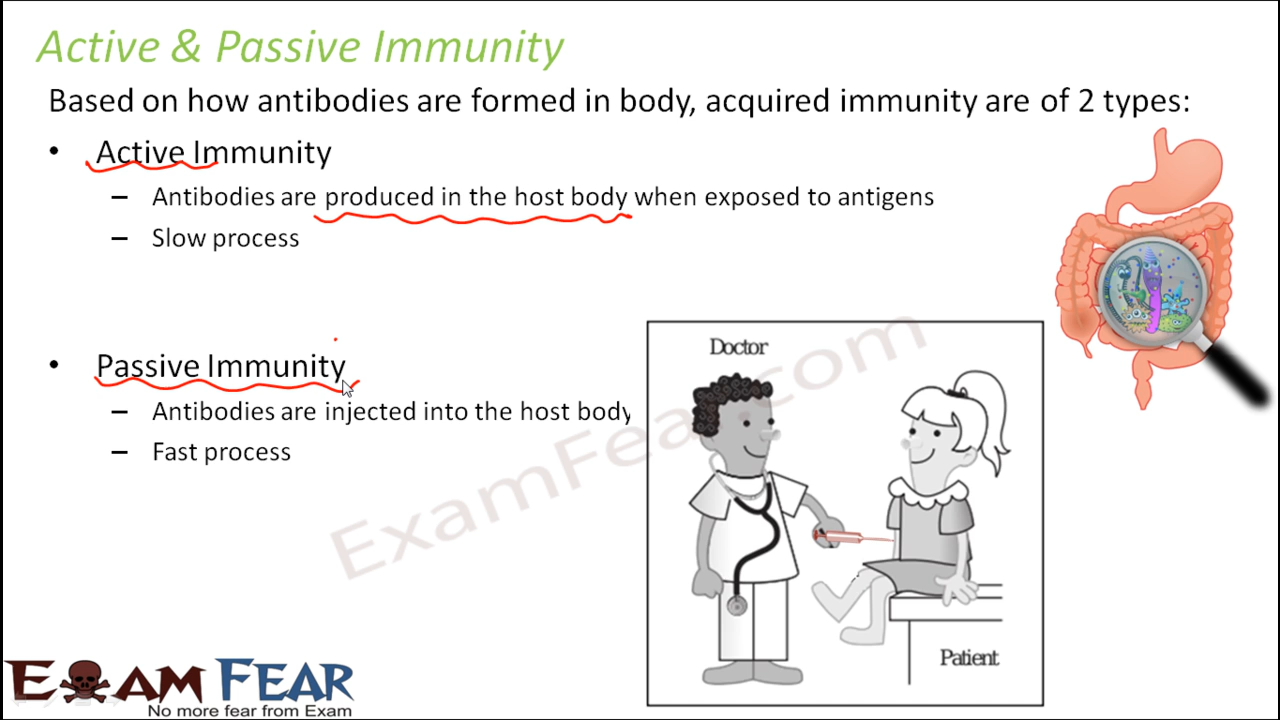 Active & Passive Immunity
Based on how antibodies are formed in body, acquired immunity are of 2 types:
• Active Immunity
– Antibodies are produced in the host body when exposed to antigens
– Slow process
• Passive Immunity
– Antibodies are injected into the host body
– Fast process
Doctor
Patient
ExamFear.com
EXAM FEAR
No more fear from Exam